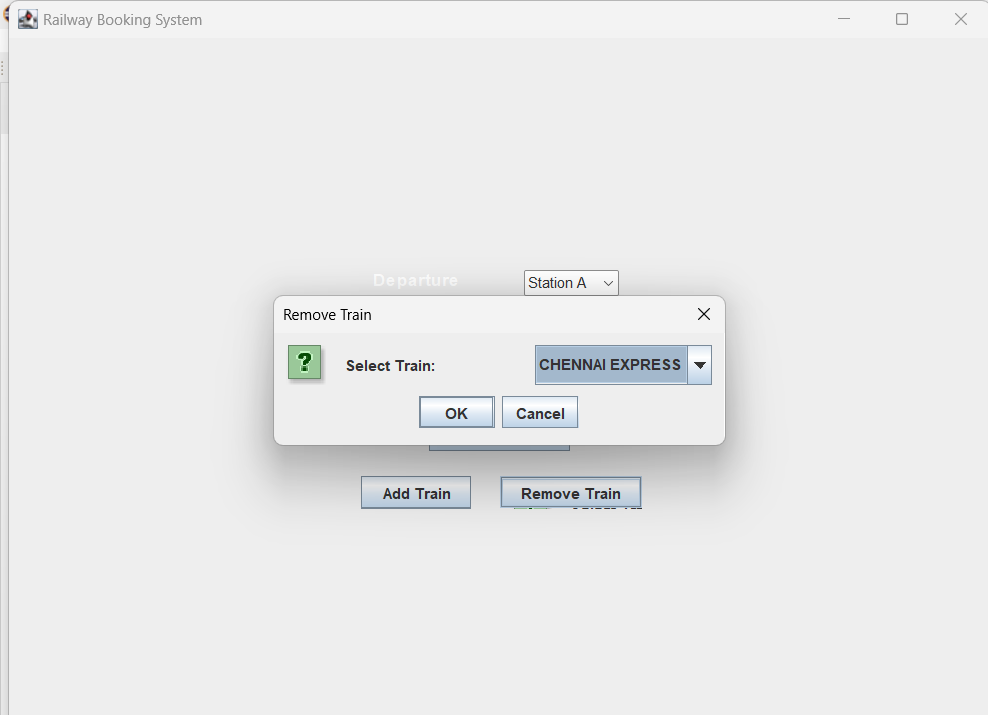 Railway Booking System
Departure
Station A
Remove Train
?
Select Train:
CHENNAI EXPRESS
OK
Cancel
Add Train
Remove Train